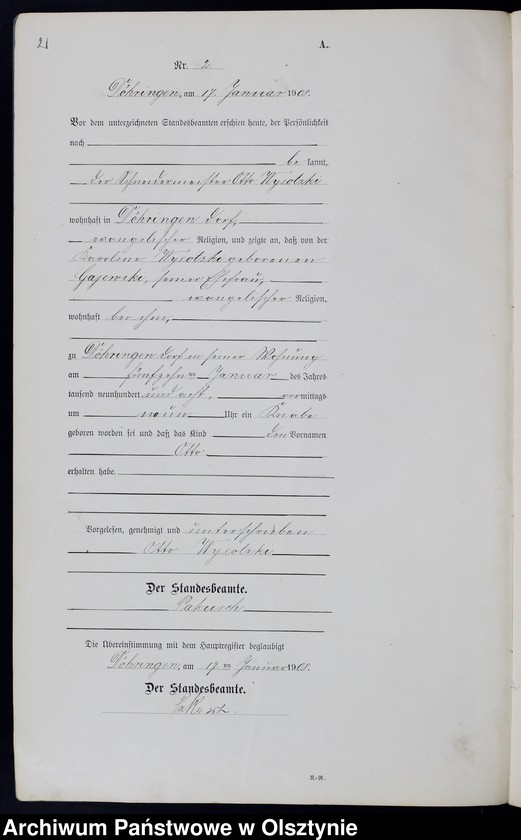 21
A.
Nr. 2.
Döhringen, am 17. Januar 1908.
Vor dem unterzeichneten Standesbeamten erschien heute, der Persönlichkeit
nach
be kannt,
der Schneidermeister Otto Wysotzki
wohnhaft in Döhringen Dorf,
evangelischer Religion, und zeigte an, daß von der
Karoline Wysotzki geborenen
Gajewski, seiner Ehefrau,
evangelischer Religion,
wohnhaft bei ihm,
zu Döhringen Dorf in seiner Wohnung
am fünfzehnten Januar des Jahres
tausend neunhundert und acht, vormittags
um neun Uhr ein Knabe
geboren worden sei und daß das Kind den Vornamen
Otto
erhalten habe.
Vorgelesen, genehmigt und unterschrieben
Otto Wysotzki
Der Standesbeamte.
Die Übereinstimmung mit dem Hauptregister beglaubigt
Döhringen, am 17ten Januar 1908.
Der Standesbeamte.
R.-R.
Archiwum Państwowe w Olsztynie